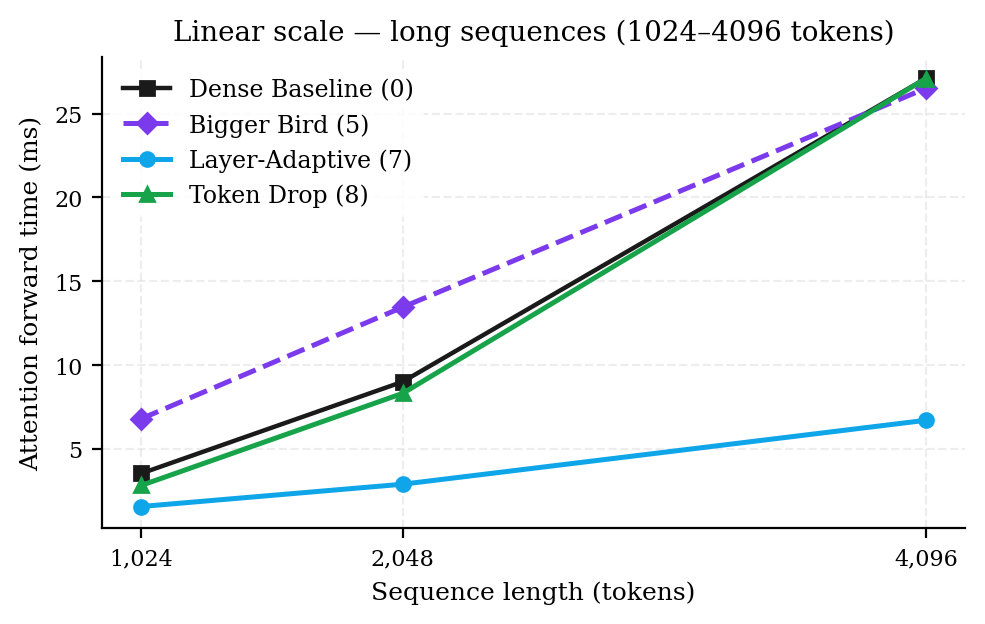 Linear scale — long sequences (1024–4096 tokens)
Dense Baseline (0)
Bigger Bird (5)
Layer-Adaptive (7)
Token Drop (8)
Attention forward time (ms)
25
20
15
10
5
1,024
2,048
4,096
Sequence length (tokens)